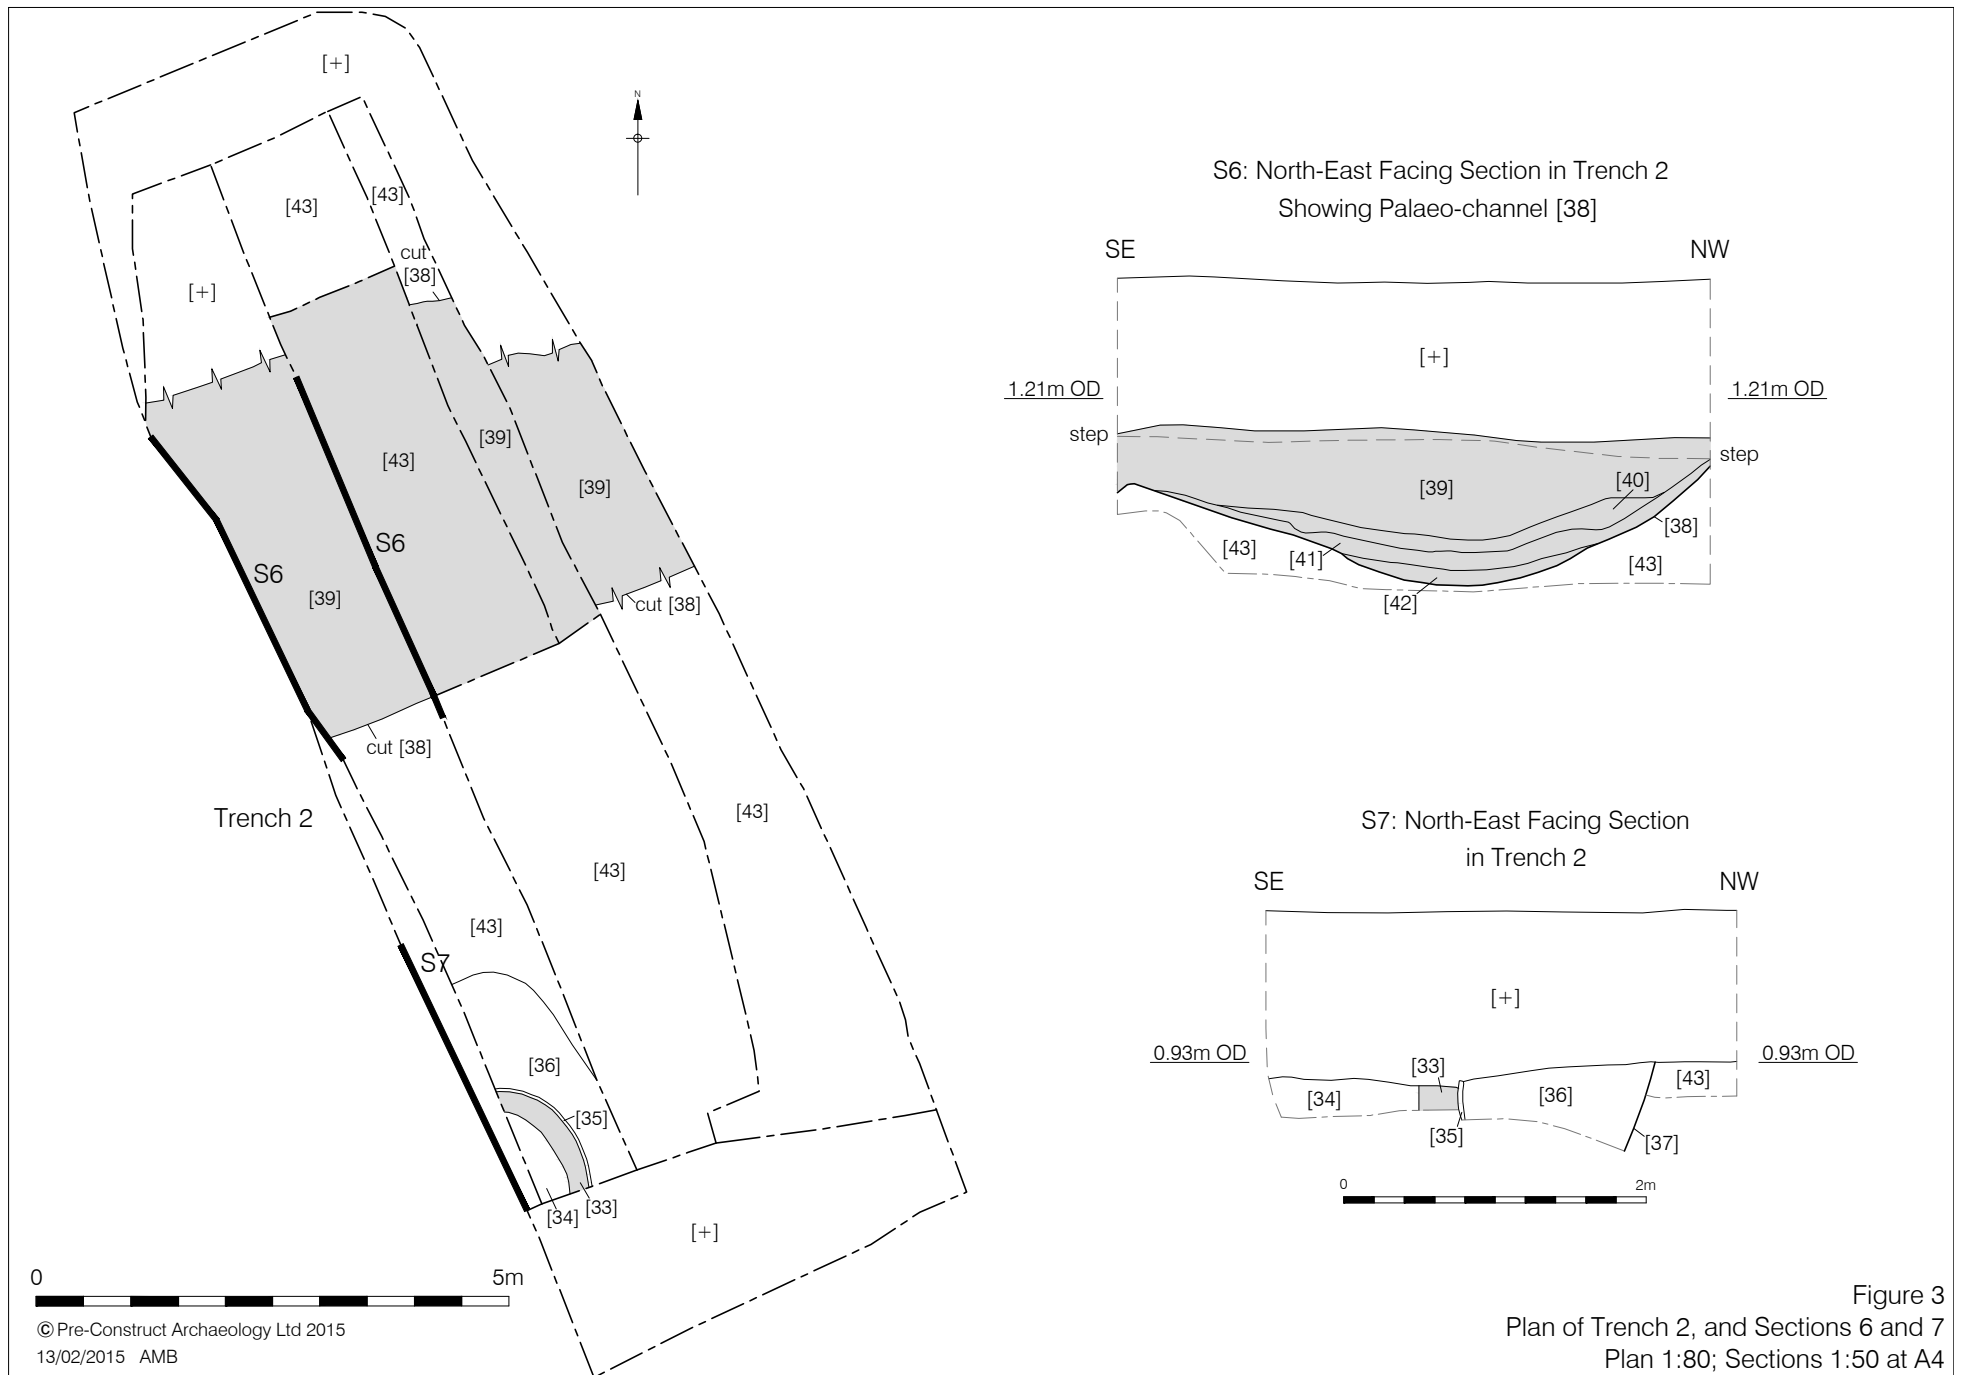 [+]
N
[43]
[43]
cut
[38]
[+]
[39]
[43]
[39]
S6
S6
[39]
cut [38]
cut [38]
Trench 2
[43]
[43]
[43]
S7
[36]
[35]
[33]
[34]
[+]
0 5m
© Pre-Construct Archaeology Ltd 2015
13/02/2015 AMB
S6: North-East Facing Section in Trench 2
Showing Palaeo-channel [38]
SE NW
[+]
1.21m OD 1.21m OD
step
step
[39]
[40]
[38]
[43]
[41]
[43]
[42]
S7: North-East Facing Section
in Trench 2
SE NW
[+]
0.93m OD 0.93m OD
[33]
[43]
[34]
[36]
[35]
[37]
0 2m
Figure 3
Plan of Trench 2, and Sections 6 and 7
Plan 1:80; Sections 1:50 at A4